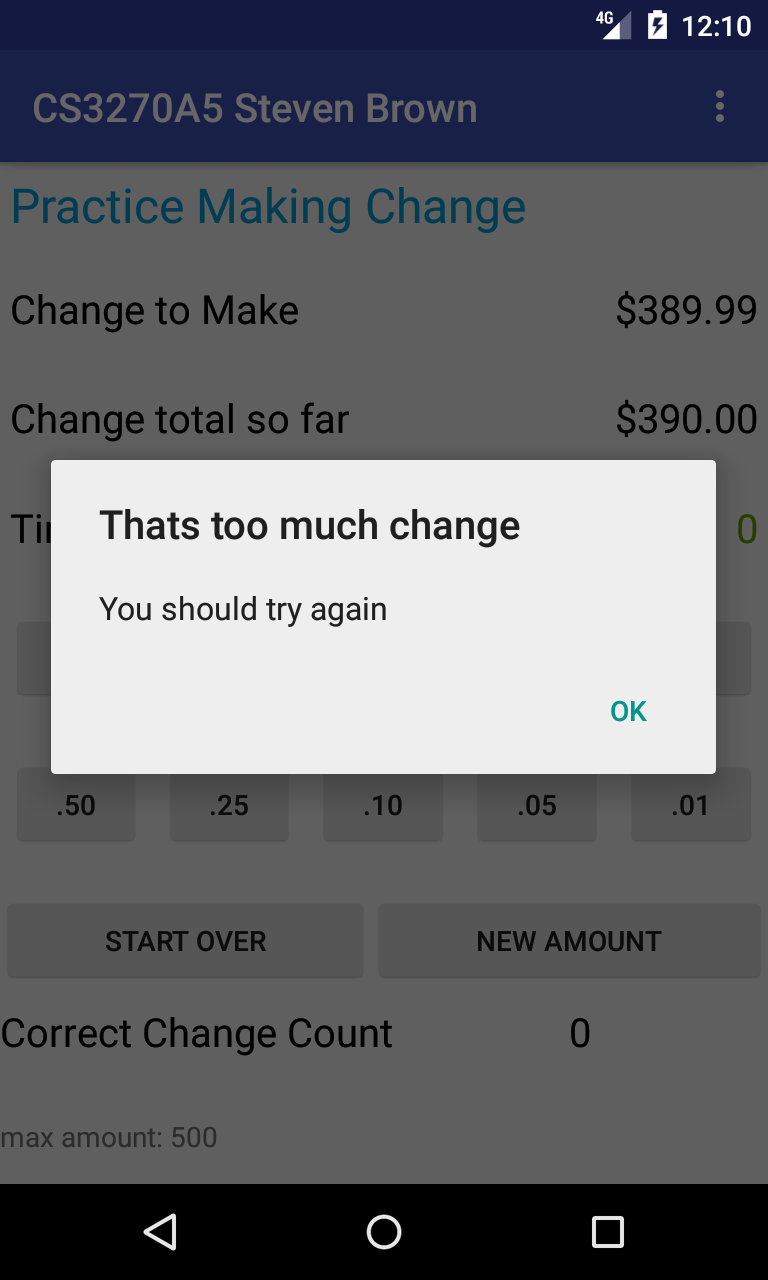 4G 12:10
CS3270A5 Steven Brown
Practice Making Change
Change to Make $389.99
Change total so far $390.00
0
Thats too much change
You should try again
OK
.50 .25 .10 .05 .01
START OVER NEW AMOUNT
Correct Change Count 0
max amount: 500